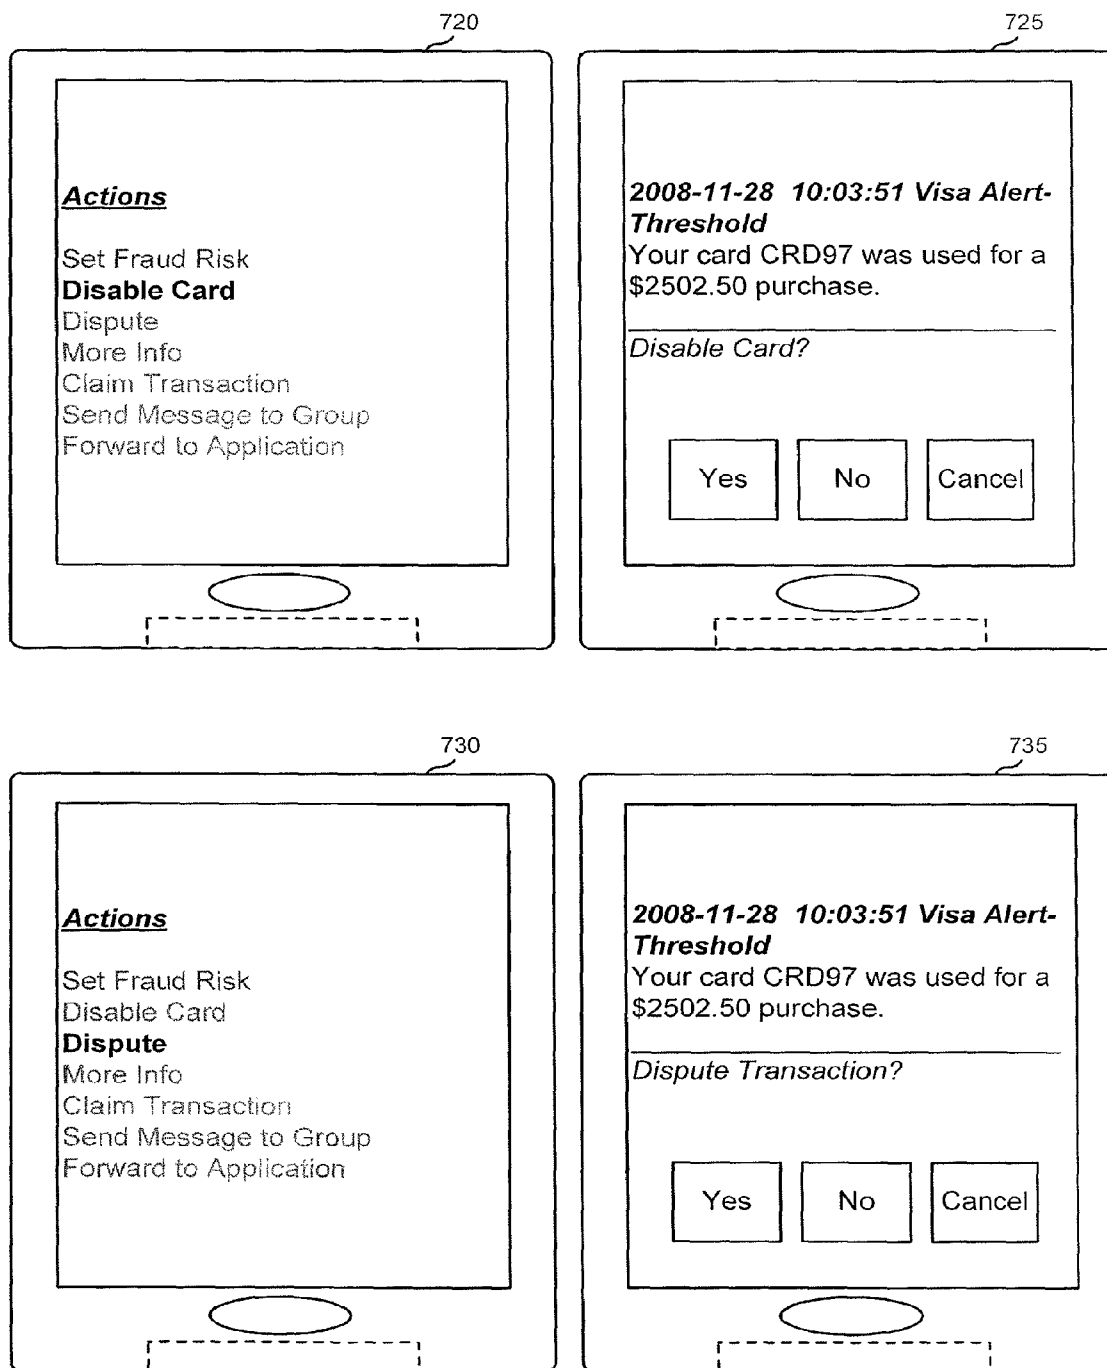 720
Actions
Set Fraud Risk
Disable Card
Dispute
More Info
Claim Transaction
Send Message to Group
Forward to Application
725
2008-11-28 10:03:51 Visa Alert-
Threshold
Your card CRD97 was used for a
$2502.50 purchase.
Disable Card?
Yes No Cancel
730
Actions
Set Fraud Risk
Disable Card
Dispute
More Info
Claim Transaction
Send Message to Group
Forward to Application
735
2008-11-28 10:03:51 Visa Alert-
Threshold
Your card CRD97 was used for a
$2502.50 purchase.
Dispute Transaction?
Yes No Cancel